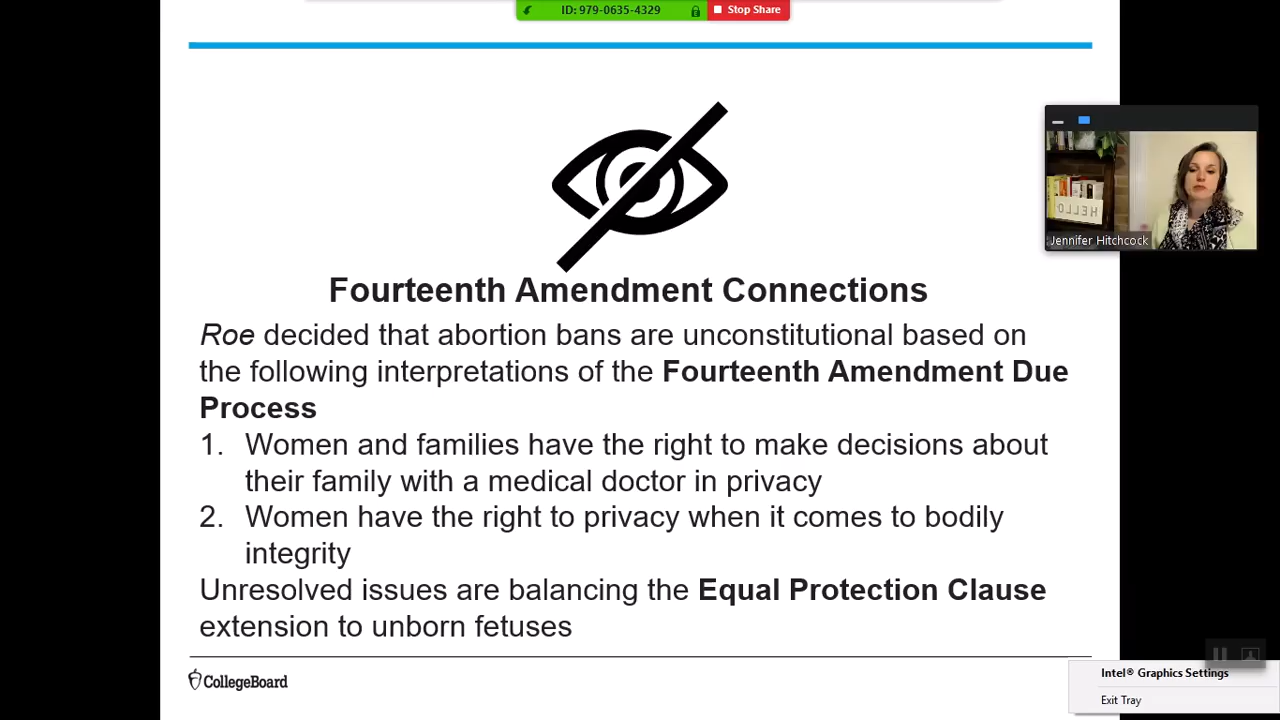 ID: 979-0635-4329
Stop Share
HELLO
Jennifer Hitchcock
Fourteenth Amendment Connections
Roe decided that abortion bans are unconstitutional based on
the following interpretations of the Fourteenth Amendment Due
Process
1. Women and families have the right to make decisions about
their family with a medical doctor in privacy
2. Women have the right to privacy when it comes to bodily
integrity
Unresolved issues are balancing the Equal Protection Clause
extension to unborn fetuses
CollegeBoard
Intel® Graphics Settings
Exit Tray